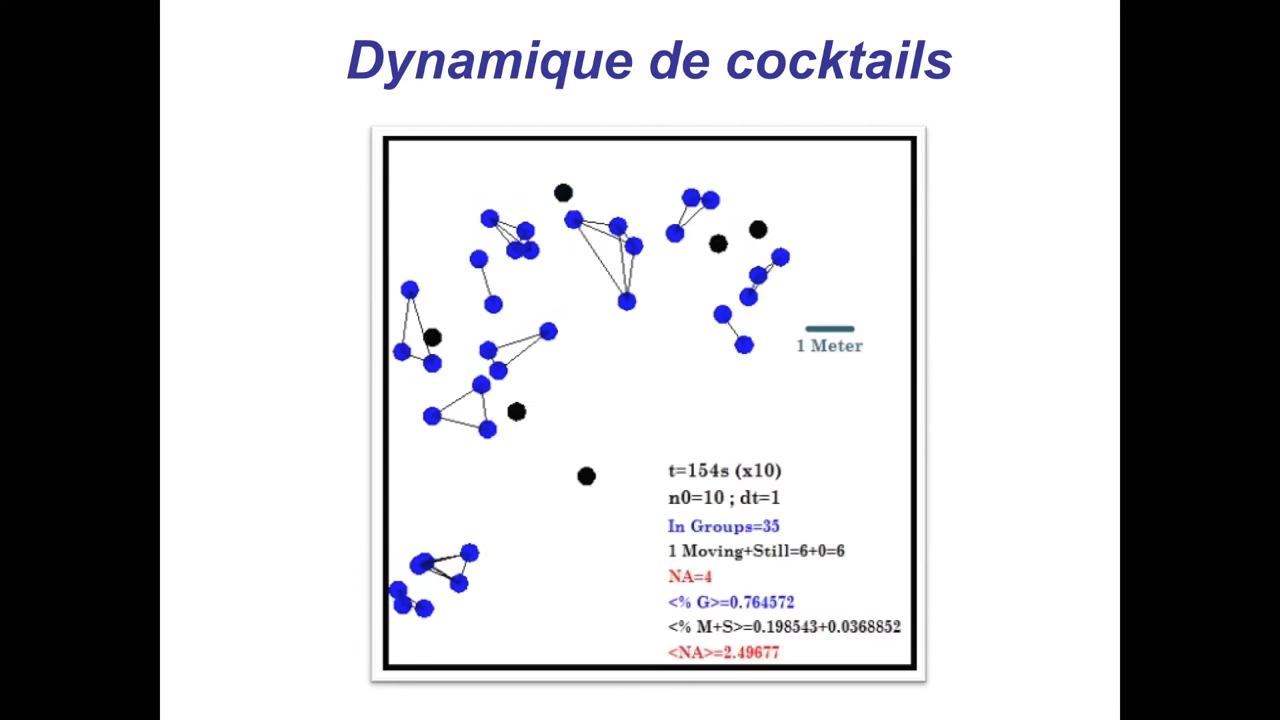 Dynamique de cocktails
1 Meter
t=154s (x10)
n0=10 ; dt=1
In Groups=35
1 Moving+Still=6+0=6
NA=4
<% G>=0.764572
<% M+S>=0.198543+0.0368852
<NA>=2.49677